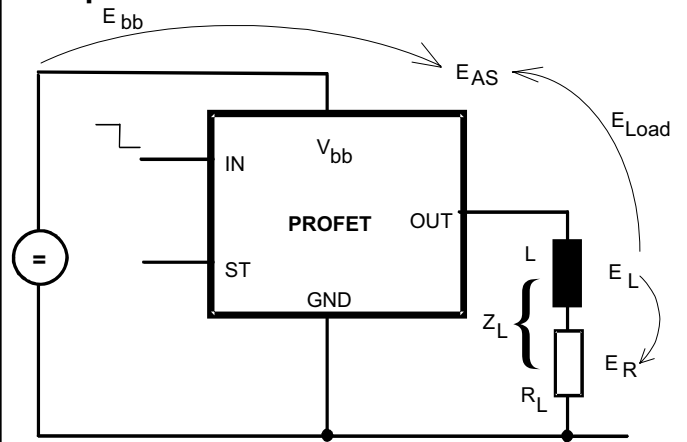 E bb
E AS
E Load
V bb
IN
PROFET
OUT
ST
GND
=
L
E L
Z L {
R L
E R